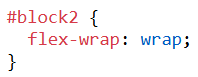 #block2 {
  flex-wrap: wrap;
}